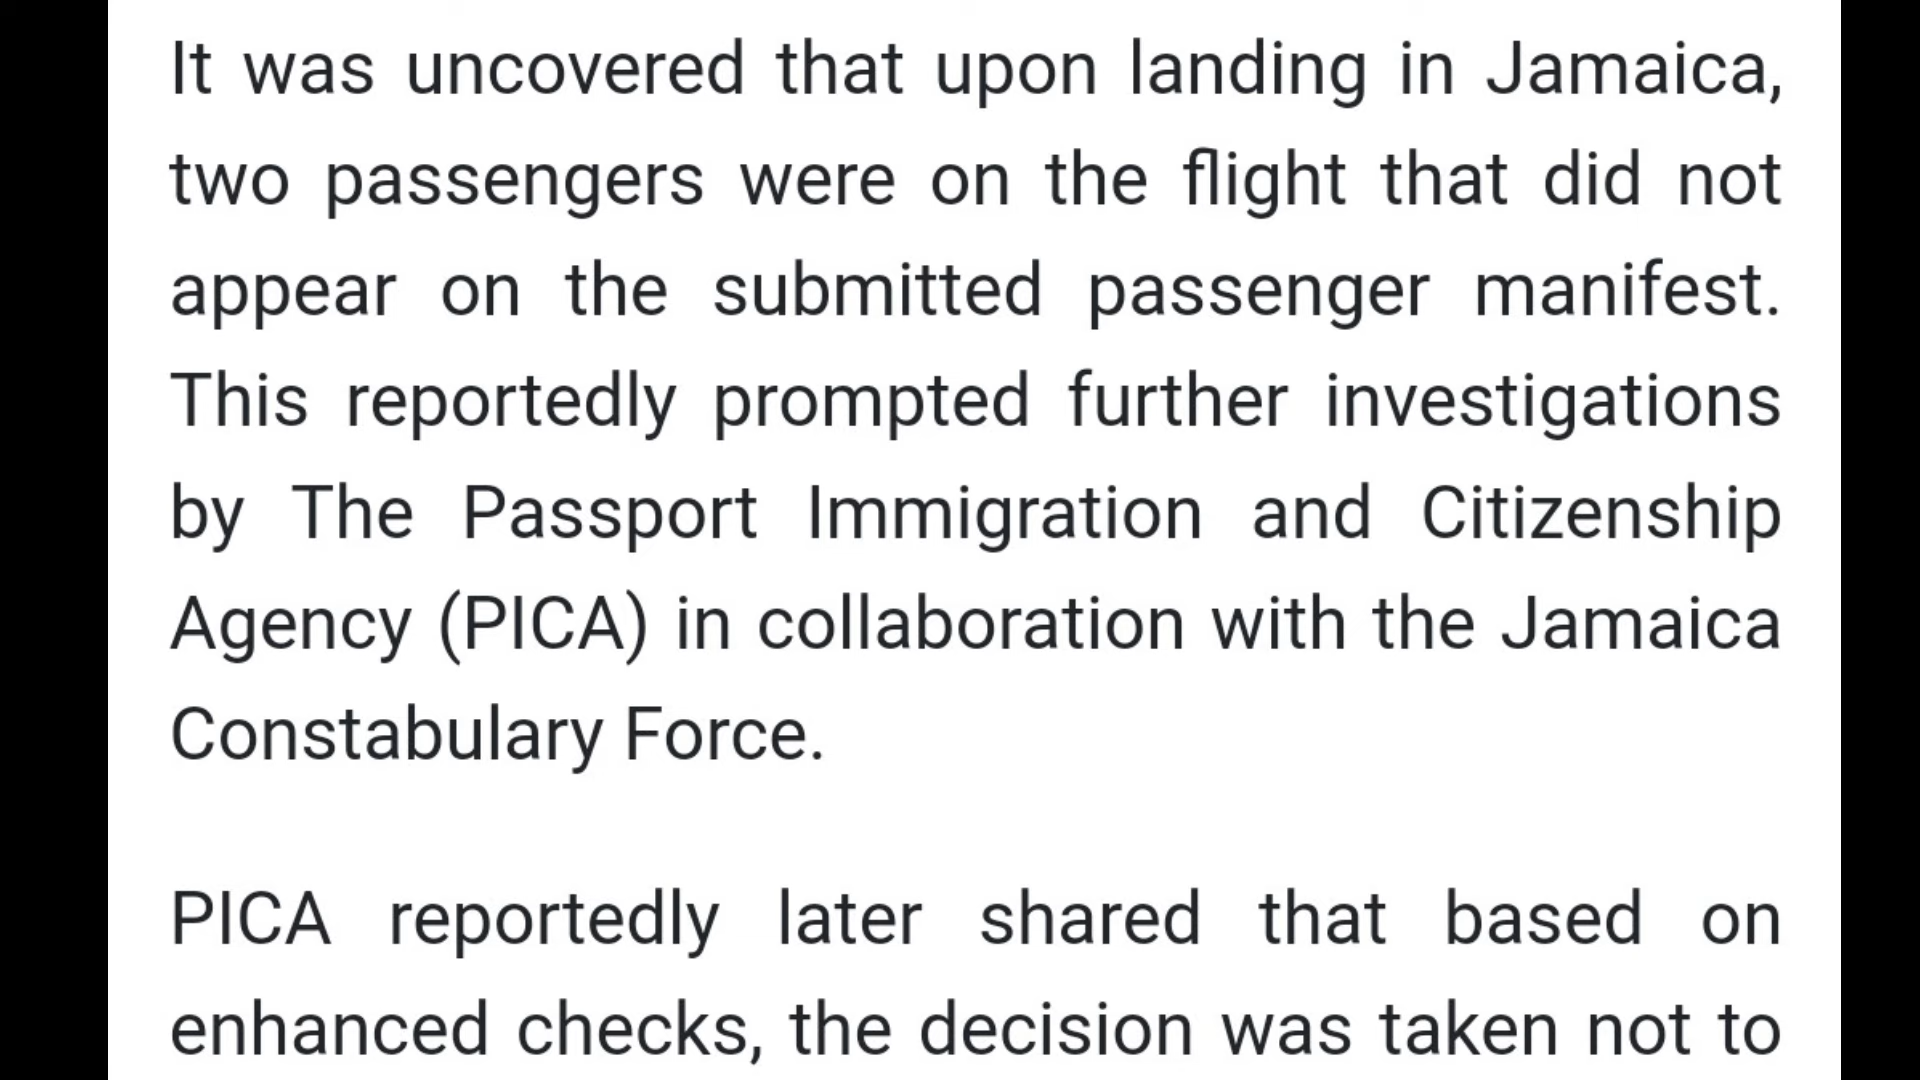 It was uncovered that upon landing in Jamaica,
two passengers were on the flight that did not
appear on the submitted passenger manifest.
This reportedly prompted further investigations
by The Passport Immigration and Citizenship
Agency (PICA) in collaboration with the Jamaica
Constabulary Force.
PICA reportedly later shared that based on
enhanced checks, the decision was taken not to